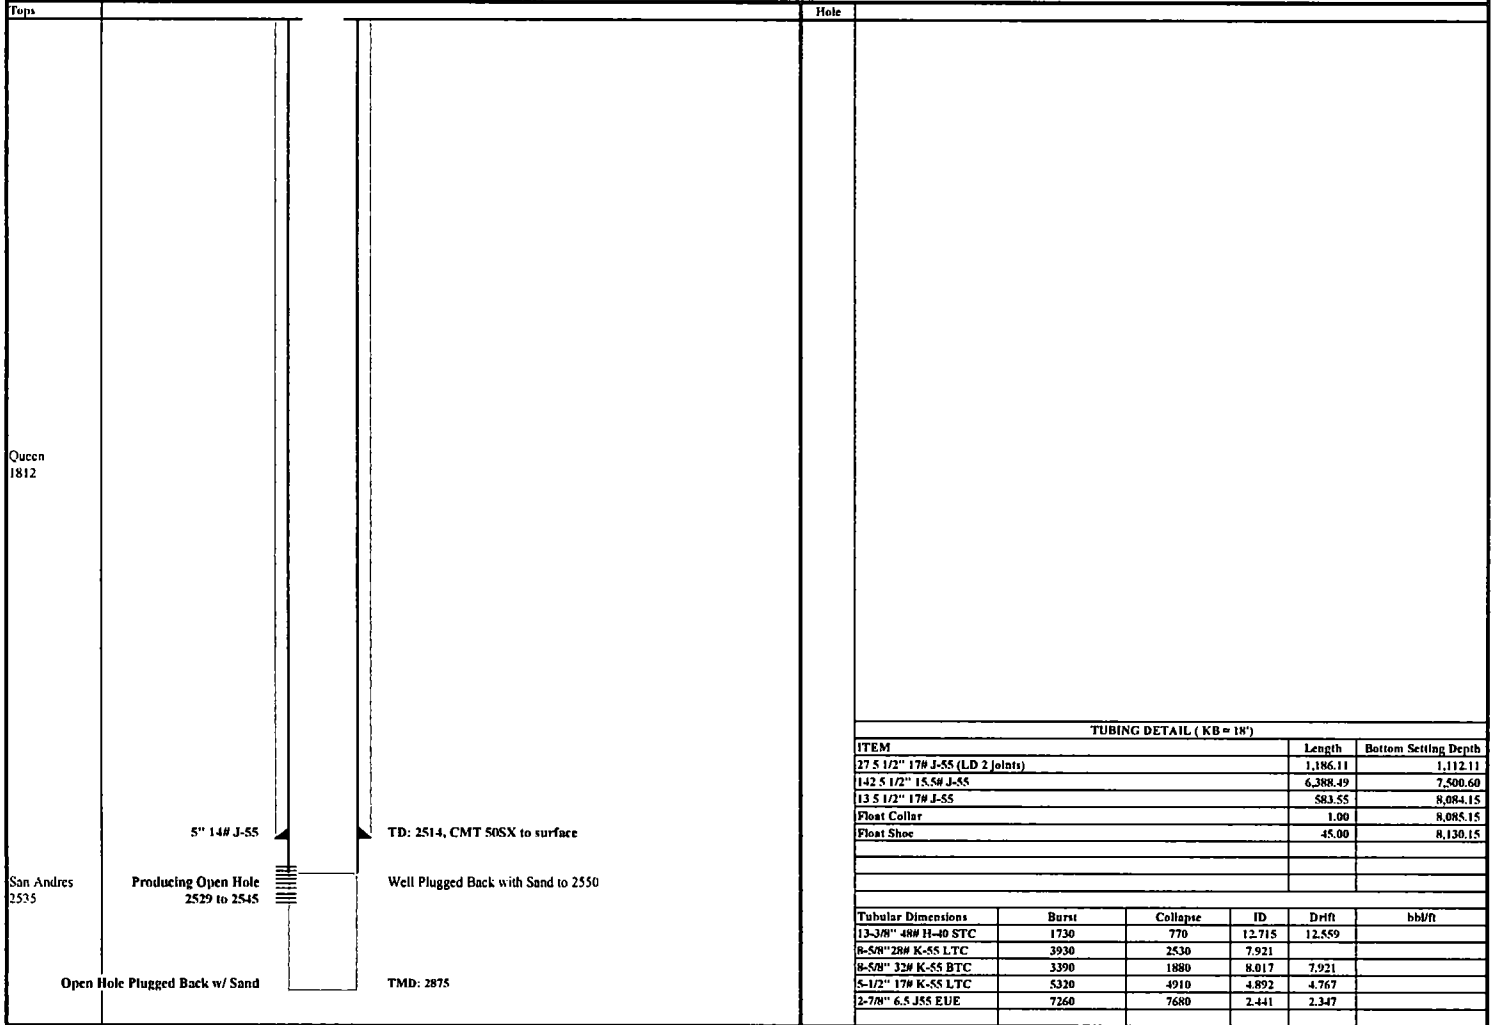 Tops
Hole
Queen
1812
5" 14# J-55
TD: 2514, CMT 50SX to surface
San Andres
2535
Producing Open Hole
2529 to 2545
Well Plugged Back with Sand to 2550
Open Hole Plugged Back w/ Sand
TMD: 2875
TUBING DETAIL ( KB = 18')
ITEM Length Bottom Setting Depth
27 5 1/2" 17# J-55 (LD 2 joints) 1,186.11 1,112.11
142 5 1/2" 15.5# J-55 6,388.49 7,500.60
13 5 1/2" 17# J-55 583.55 8,084.15
Float Collar 1.00 8,085.15
Float Shoe 45.00 8,130.15
Tubular Dimensions Burst Collapse ID Drift bbl/ft
13-3/8" 48# H-40 STC 1730 770 12.715 12.559
8-5/8"28# K-55 LTC 3930 2530 7.921
8-5/8" 32# K-55 BTC 3390 1880 8.017 7.921
5-1/2" 17# K-55 LTC 5320 4910 4.892 4.767
2-7/8" 6.5 J55 EUE 7260 7680 2.441 2.347